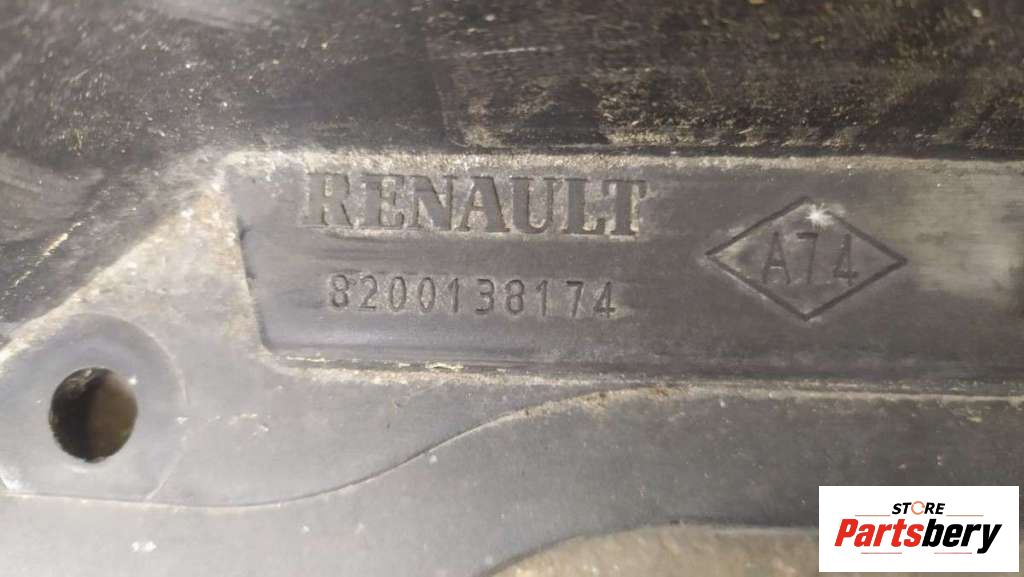 RENAULT
8200138174
A74
STORE
Partsbery